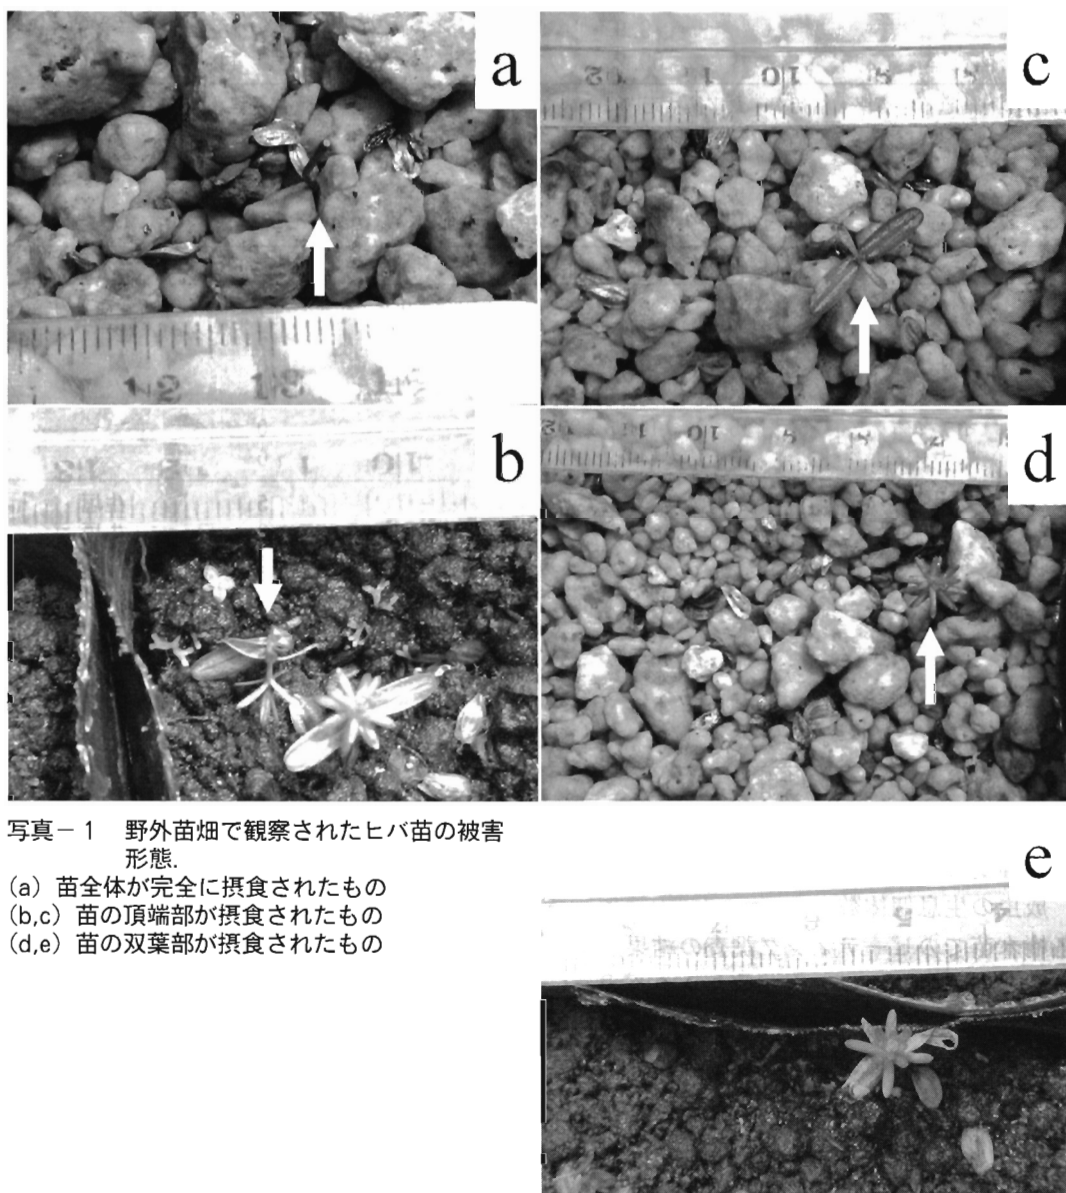 a
c
b
d
e
写真－1 野外苗畑で観察されたヒバ苗の被害
形態.
(a) 苗全体が完全に摂食されたもの
(b,c) 苗の頂端部が摂食されたもの
(d,e) 苗の双葉部が摂食されたもの